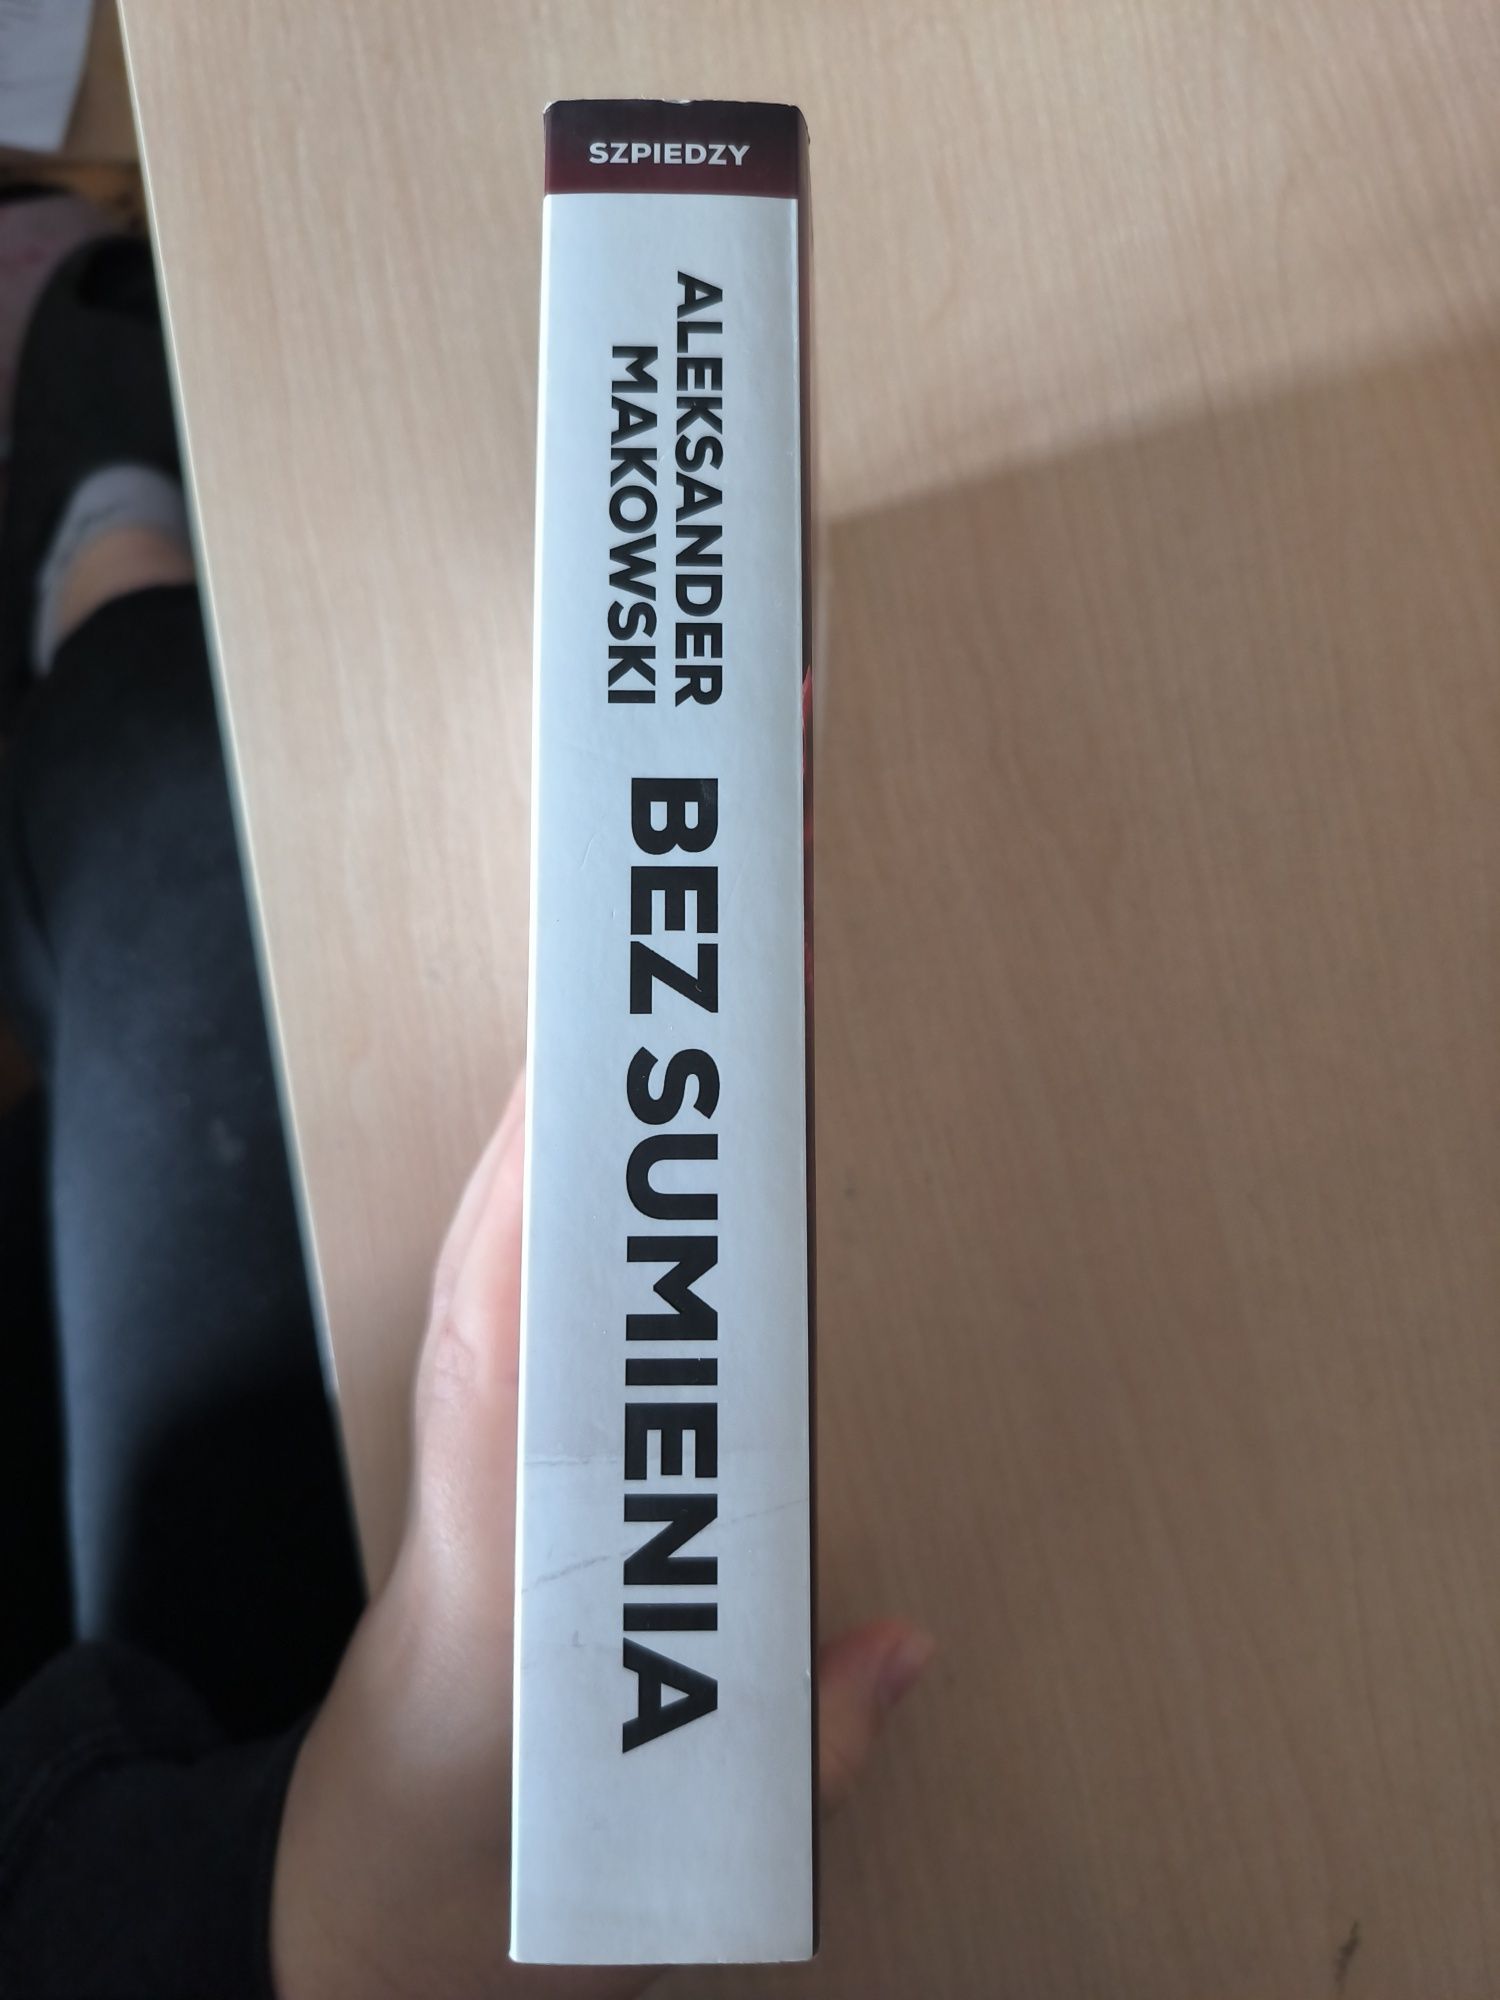 SZPIEDZY
ALEKSANDER
MAKOWSKI
BEZ SUMIENIA